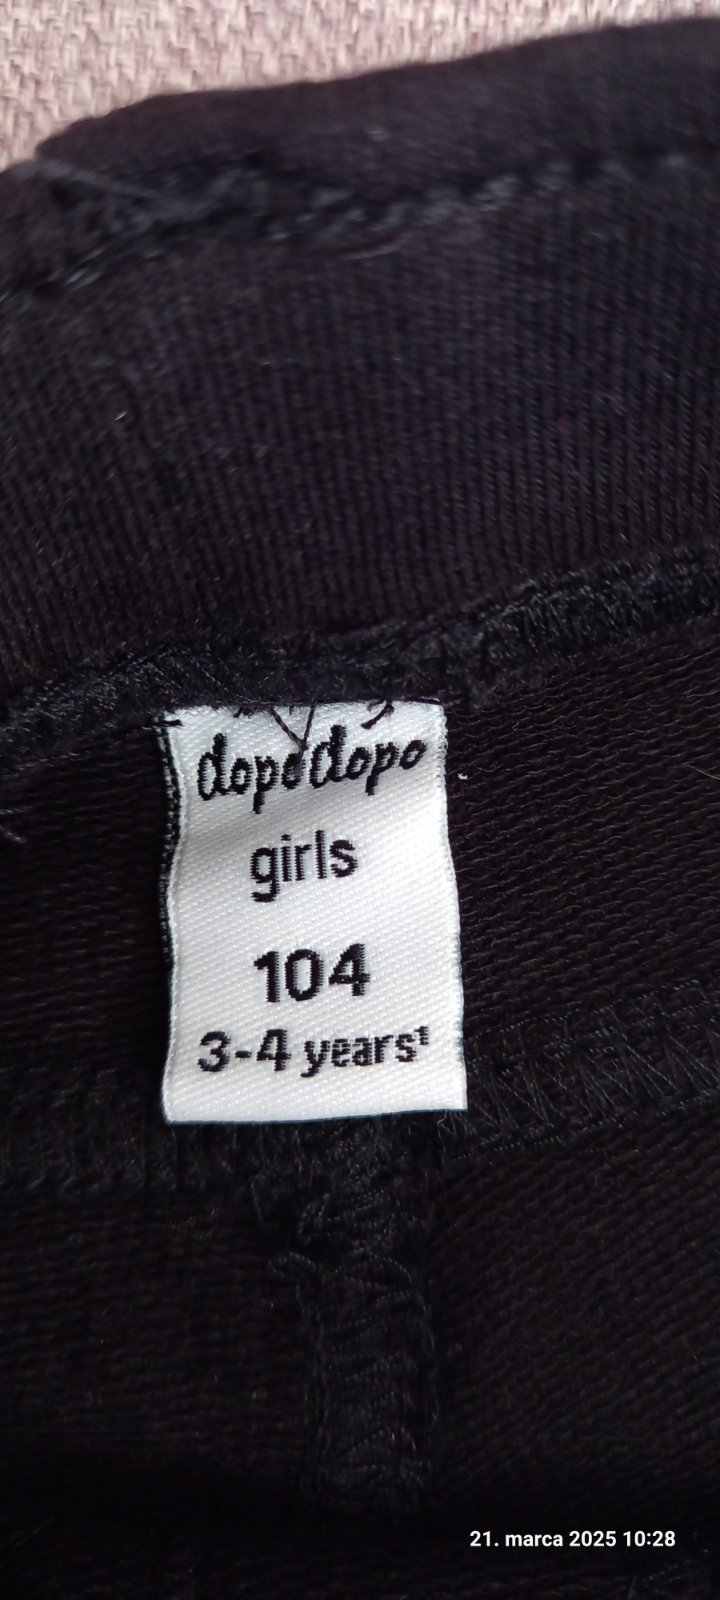 dopodopo
girls
104
3-4 years¹
21. marca 2025 10:28